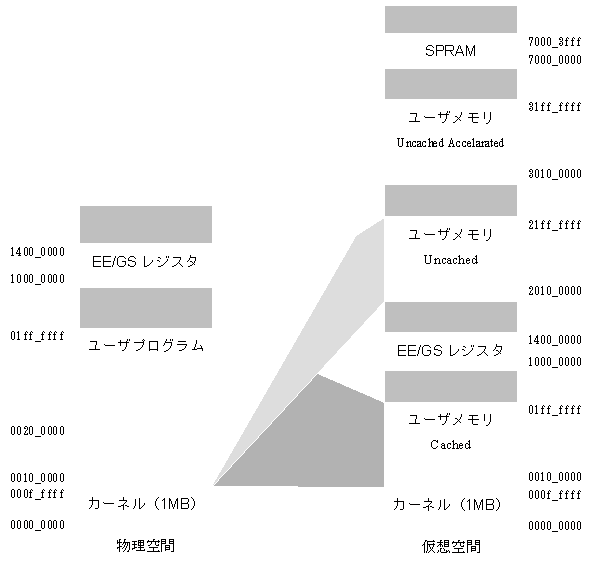 7000_3fff
SPRAM
7000_0000
31ff_ffff
ユーザメモリ
Uncached Accelarated
3010_0000
21ff_ffff
ユーザメモリ
Uncached
2010_0000
1400_0000
EE/GS レジスタ
1000_0000
01ff_ffff
ユーザメモリ
Cached
0010_0000
000f_ffff
カーネル（1MB）
0000_0000
仮想空間
1400_0000
EE/GS レジスタ
1000_0000
01ff_ffff
ユーザプログラム
0020_0000
0010_0000
000f_ffff
カーネル（1MB）
0000_0000
物理空間